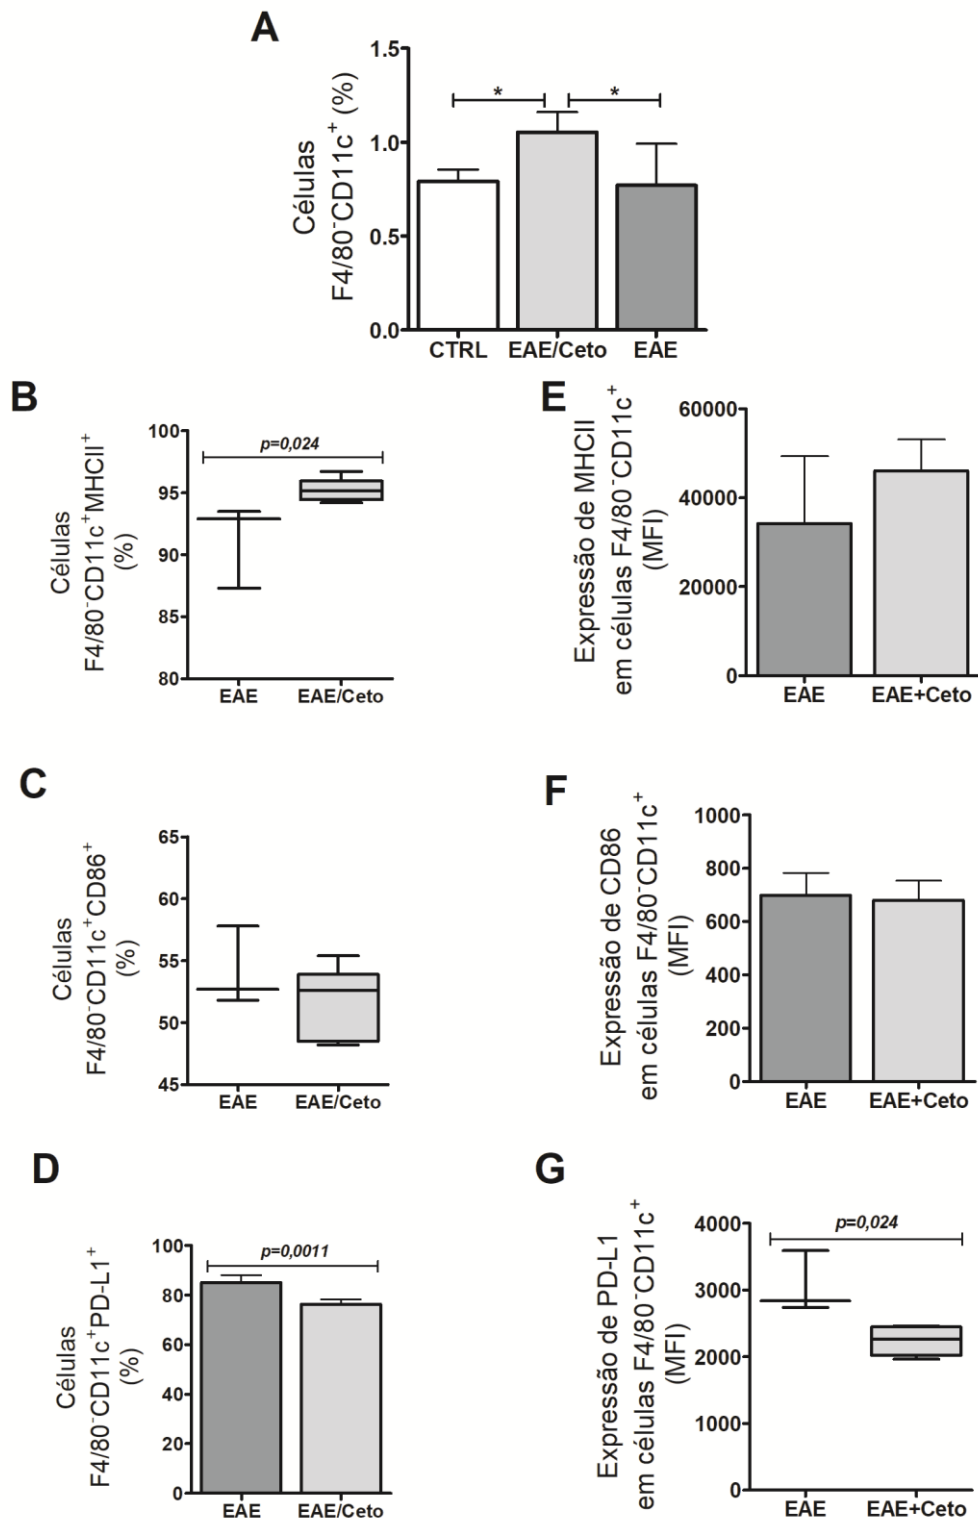 A
Células
F4/80⁻CD11c⁺ (%)
1.5
1.0
0.5
0.0
* *
CTRL EAE/Ceto EAE
B
Células
F4/80⁻CD11c⁺MHCII⁺
(%)
100
95
90
85
80
p=0,024
EAE EAE/Ceto
E
Expressão de MHCII
em células F4/80⁻CD11c⁺
(MFI)
60000
40000
20000
0
EAE EAE+Ceto
C
Células
F4/80⁻CD11c⁺CD86⁺
(%)
65
60
55
50
45
EAE EAE/Ceto
F
Expressão de CD86
em células F4/80⁻CD11c⁺
(MFI)
1000
800
600
400
200
0
EAE EAE+Ceto
D
Células
F4/80⁻CD11c⁺PD-L1⁺
(%)
100
80
60
40
20
0
p=0,0011
EAE EAE/Ceto
G
Expressão de PD-L1
em células F4/80⁻CD11c⁺
(MFI)
4000
3000
2000
1000
0
p=0,024
EAE EAE+Ceto